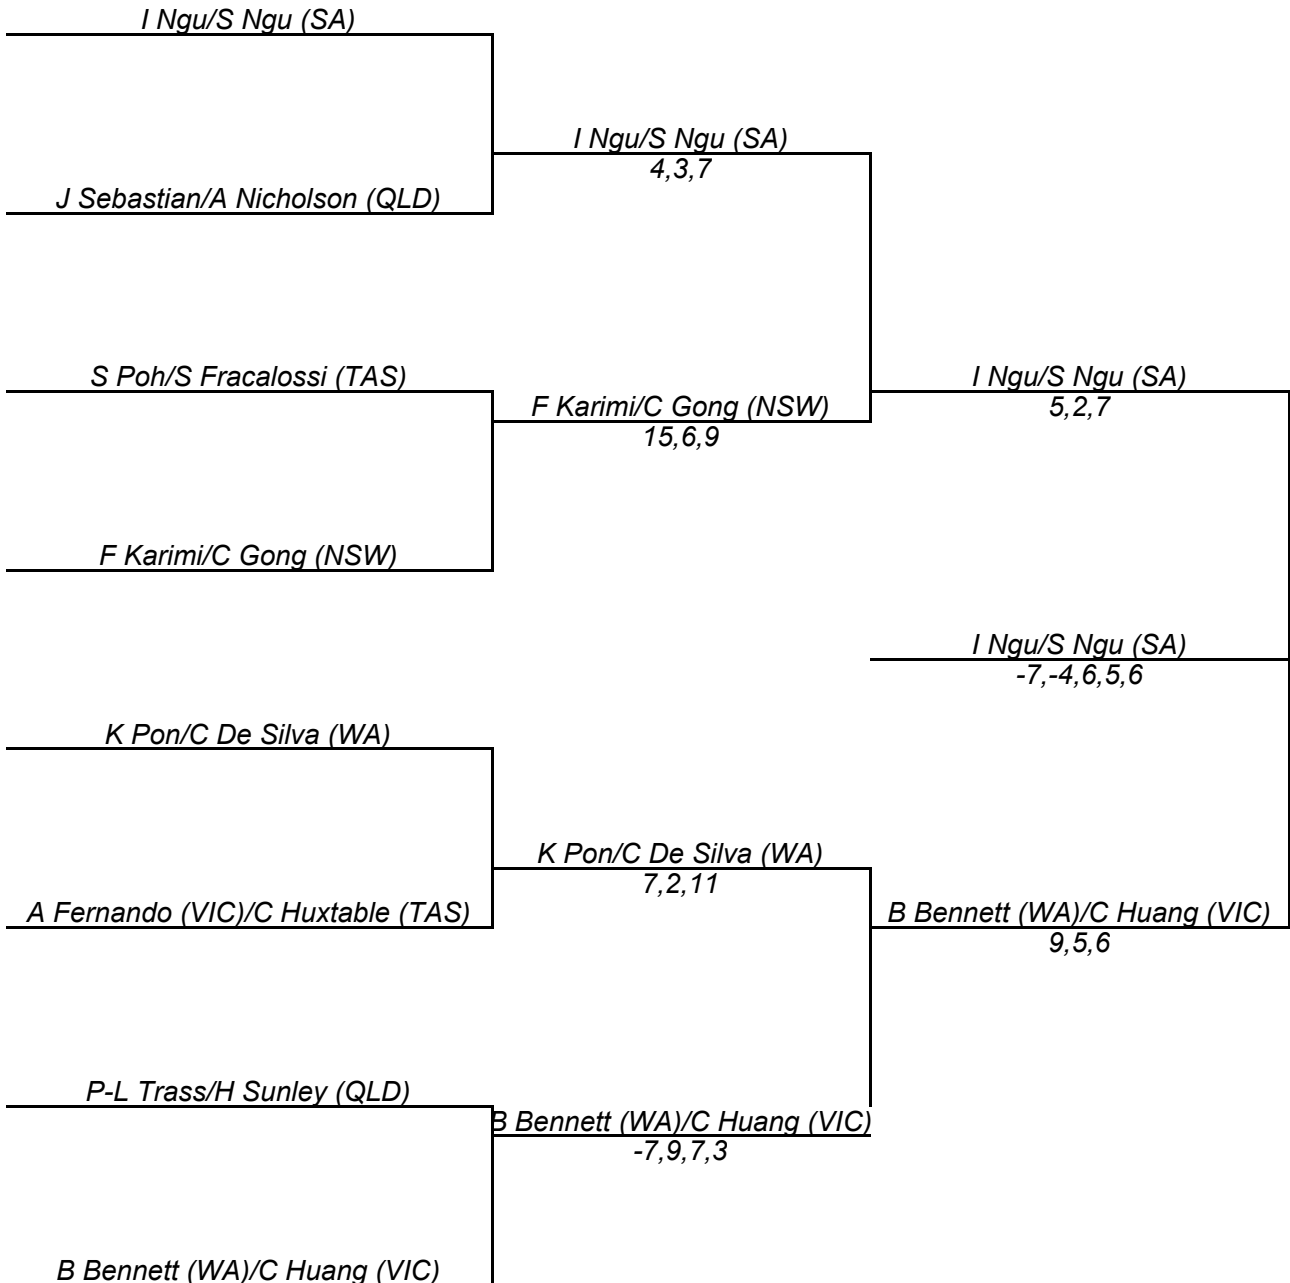 I Ngu/S Ngu (SA)
I Ngu/S Ngu (SA)
4,3,7
J Sebastian/A Nicholson (QLD)
S Poh/S Fracalossi (TAS)
I Ngu/S Ngu (SA)
5,2,7
F Karimi/C Gong (NSW)
15,6,9
F Karimi/C Gong (NSW)
I Ngu/S Ngu (SA)
-7,-4,6,5,6
K Pon/C De Silva (WA)
K Pon/C De Silva (WA)
7,2,11
A Fernando (VIC)/C Huxtable (TAS)
B Bennett (WA)/C Huang (VIC)
9,5,6
P-L Trass/H Sunley (QLD)
B Bennett (WA)/C Huang (VIC)
-7,9,7,3
B Bennett (WA)/C Huang (VIC)